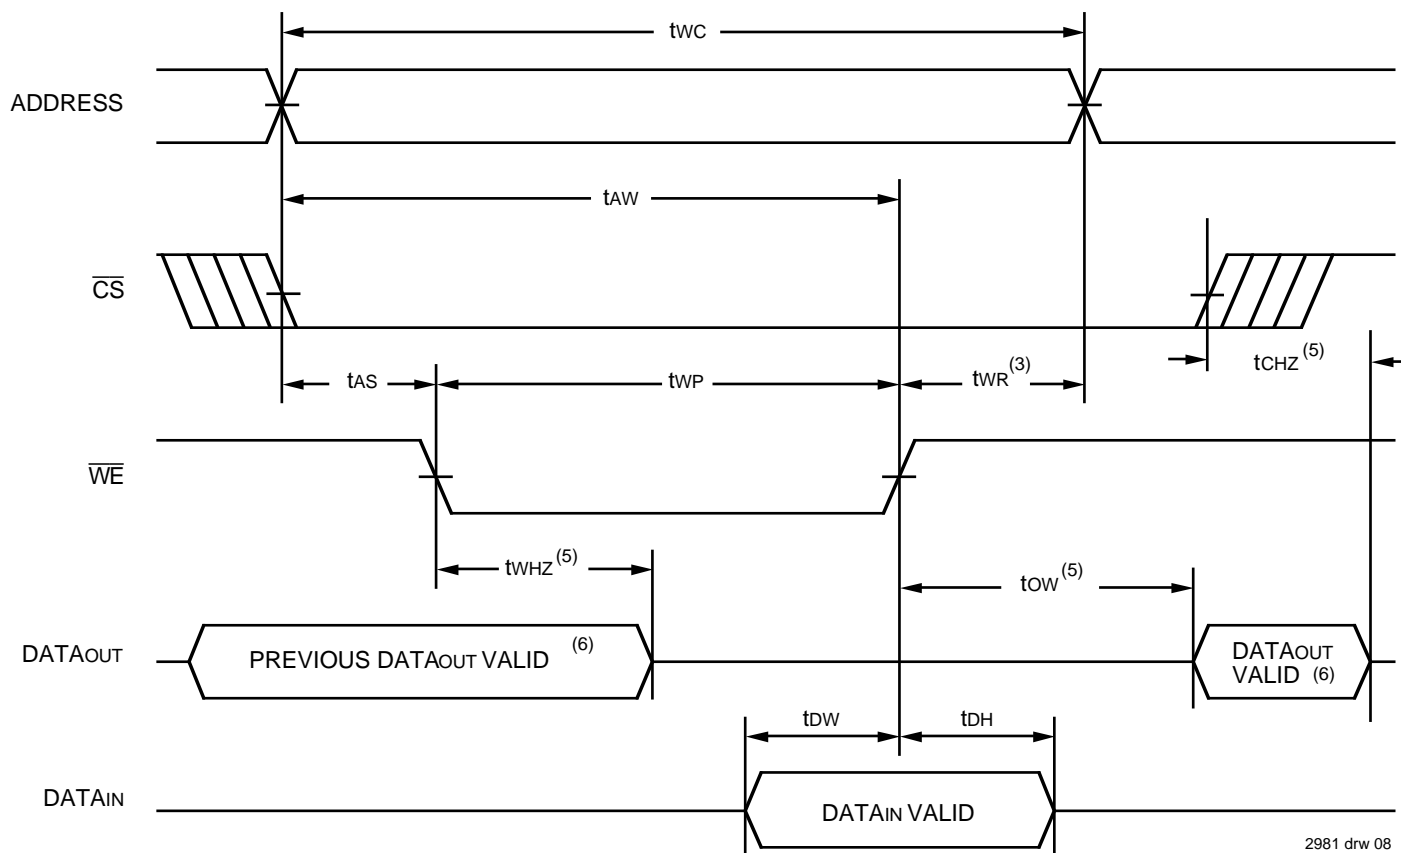 tWC
ADDRESS
tAW
CS
tCHZ (5)
tAS
tWP
tWR (3)
WE
tWHZ (5)
tOW (5)
DATAOUT
PREVIOUS DATAOUT VALID (6)
DATAOUT
VALID (6)
tDW
tDH
DATAIN
DATAIN VALID
2981 drw 08